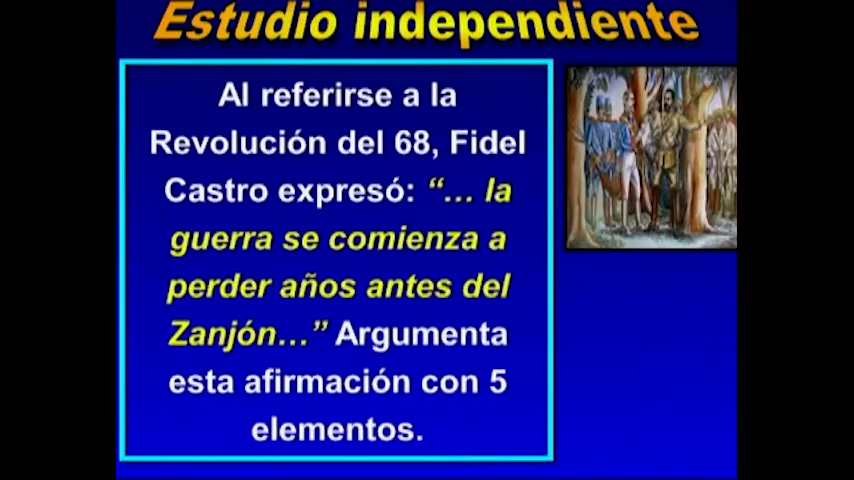 Estudio independiente
Al referirse a la
Revolución del 68, Fidel
Castro expresó: “… la
guerra se comienza a
perder años antes del
Zanjón…” Argumenta
esta afirmación con 5
elementos.